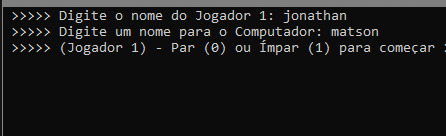 >>>>> Digite o nome do Jogador 1: jonathan
>>>>> Digite um nome para o Computador: matson
>>>>> (Jogador 1) - Par (0) ou Ímpar (1) para começar